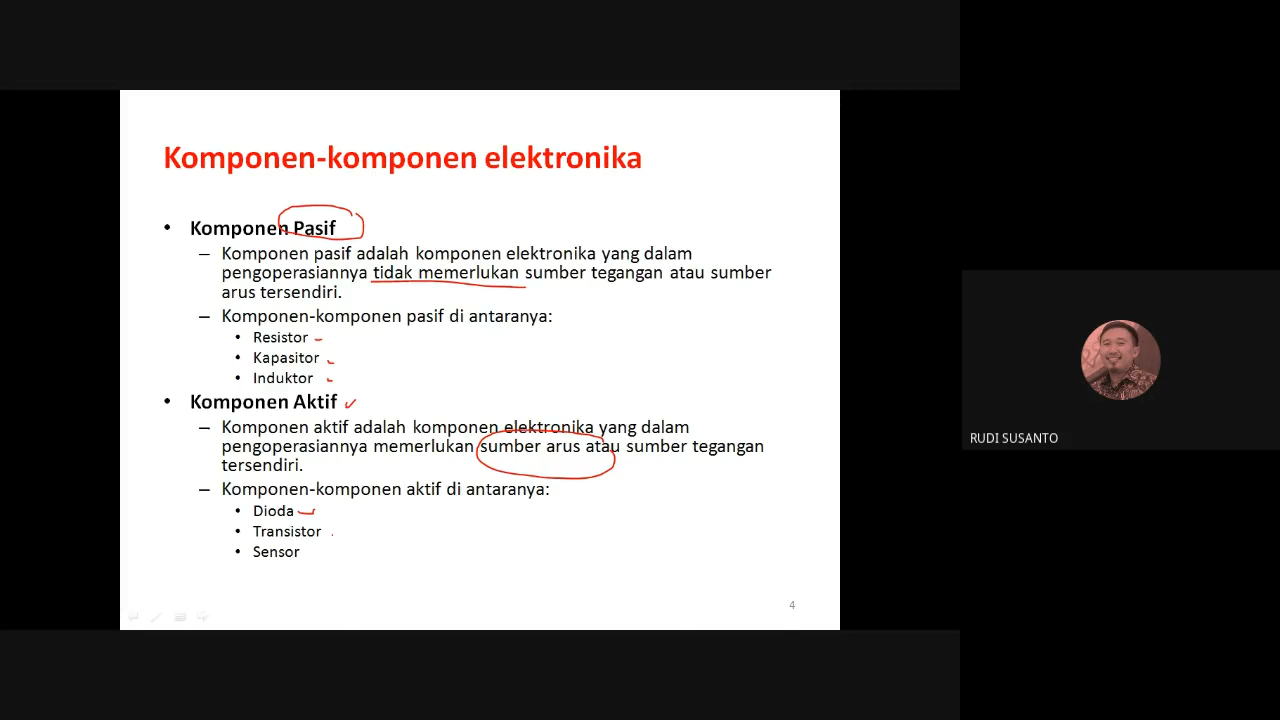 Komponen-komponen elektronika
• Komponen Pasif
– Komponen pasif adalah komponen elektronika yang dalam
pengoperasiannya tidak memerlukan sumber tegangan atau sumber
arus tersendiri.
– Komponen-komponen pasif di antaranya:
• Resistor
• Kapasitor
• Induktor
• Komponen Aktif
– Komponen aktif adalah komponen elektronika yang dalam
pengoperasiannya memerlukan sumber arus atau sumber tegangan
tersendiri.
– Komponen-komponen aktif di antaranya:
• Dioda
• Transistor
• Sensor
4
RUDI SUSANTO